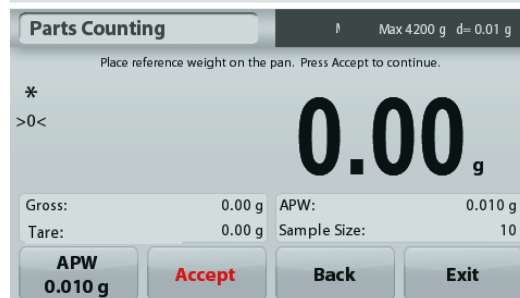 Parts Counting
Max 4200 g d= 0.01 g
Place reference weight on the pan. Press Accept to continue.
*
>0<
0.00 g
Gross: 0.00 g APW: 0.010 g
Tare: 0.00 g Sample Size: 10
APW
0.010 g
Accept
Back
Exit